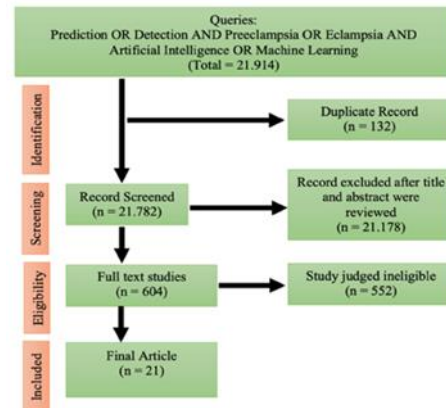 Queries:
Prediction OR Detection AND Preeclampsia OR Eclampsia AND
Artificial Intelligence OR Machine Learning
(Total = 21.914)
Identification
Duplicate Record
(n = 132)
Screening
Record Screened
(n = 21.782)
Record excluded after title
and abstract were
reviewed
(n = 21.178)
Eligibility
Full text studies
(n = 604)
Study judged ineligible
(n = 552)
Included
Final Article
(n = 21)